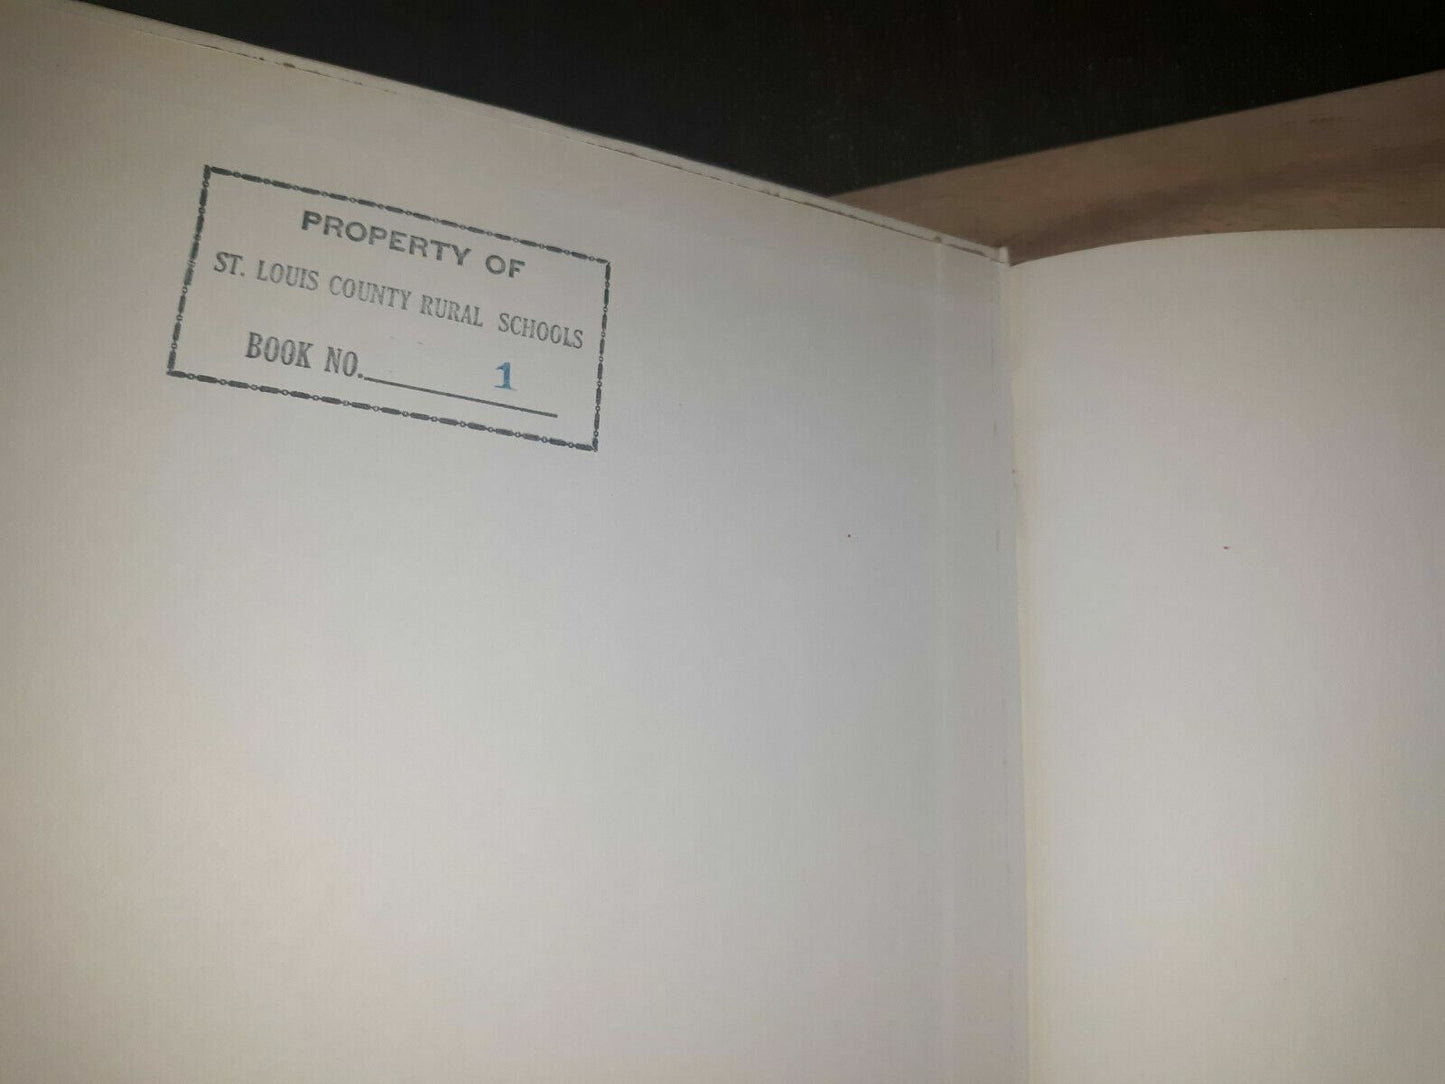 PROPERTY OF
ST. LOUIS COUNTY RURAL SCHOOLS
BOOK NO. 1